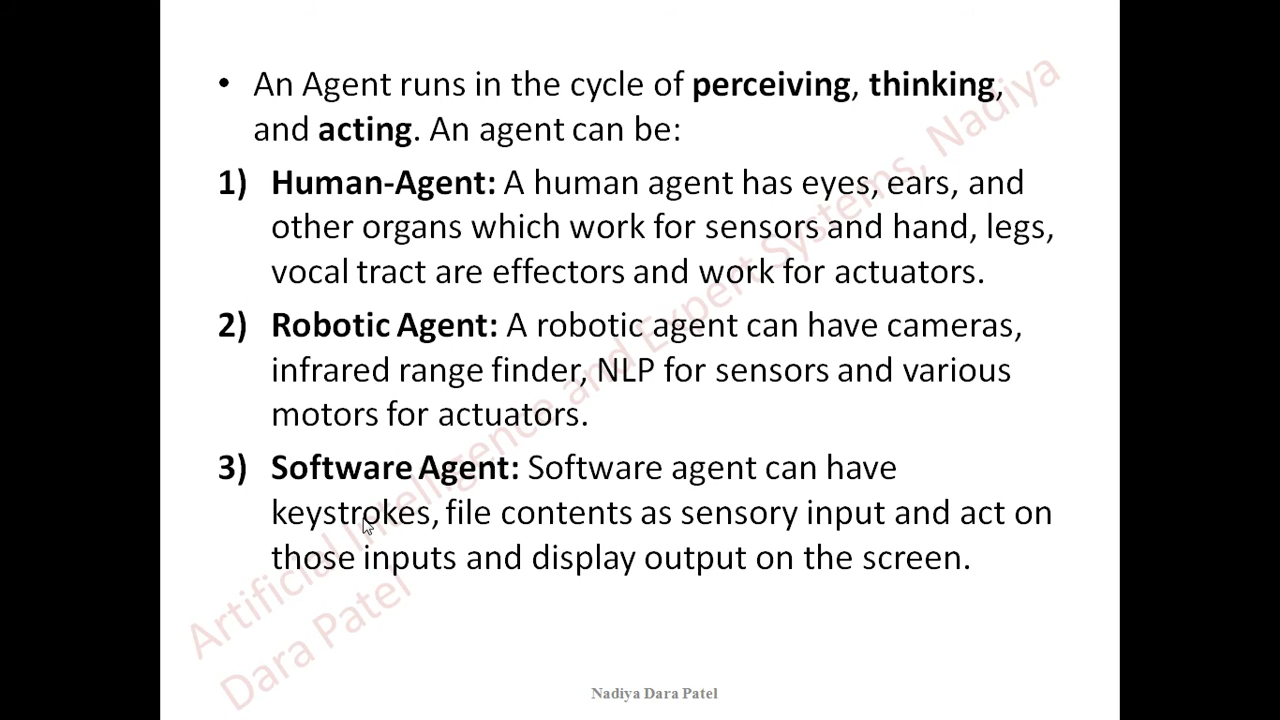 • An Agent runs in the cycle of perceiving, thinking,
and acting. An agent can be:
1) Human-Agent: A human agent has eyes, ears, and
other organs which work for sensors and hand, legs,
vocal tract are effectors and work for actuators.
2) Robotic Agent: A robotic agent can have cameras,
infrared range finder, NLP for sensors and various
motors for actuators.
3) Software Agent: Software agent can have
keystrokes, file contents as sensory input and act on
those inputs and display output on the screen.
Artificial Intelligence and Expert Systems, Nadiya
Dara Patel
Nadiya Dara Patel